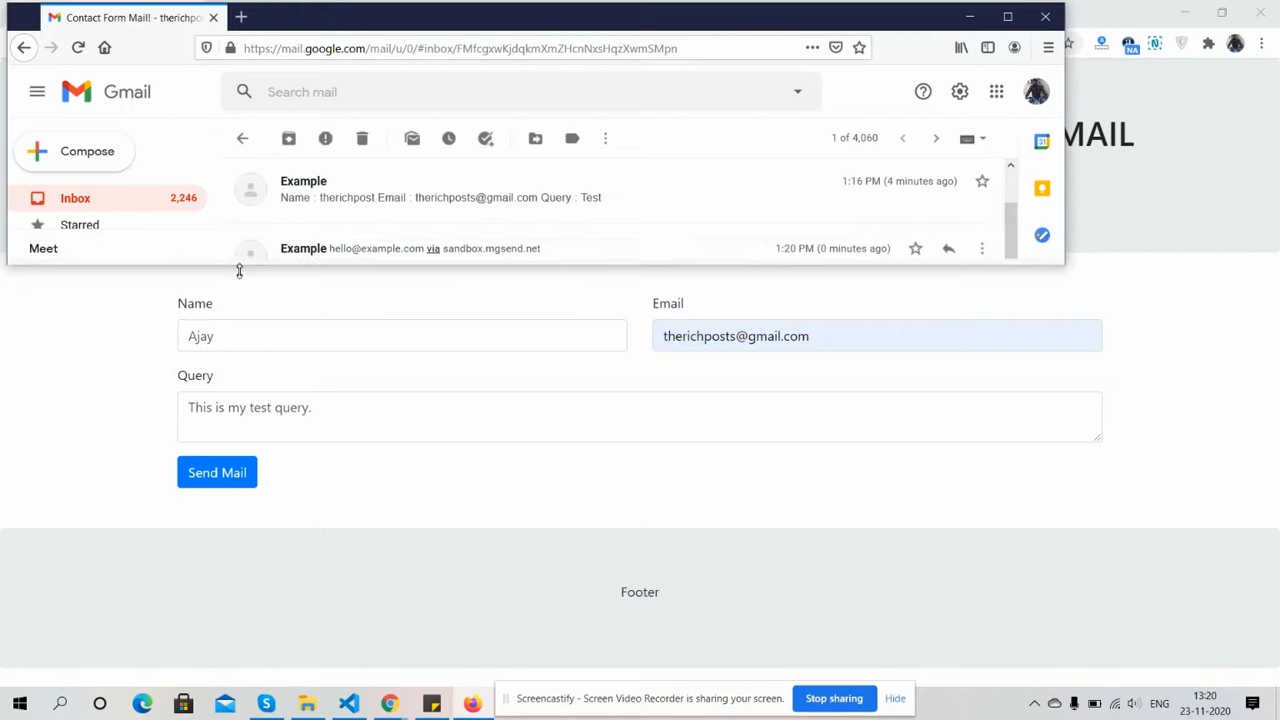 Contact Form Mail! - therichpo
https://mail.google.com/mail/u/0/#inbox/FMfcgxwKjdqkmXmZHcnNxsHqzXwmSMpn
Gmail
Search mail
MAIL
Compose
1 of 4,060
31
NA
Inbox 2,246
Example 1:16 PM (4 minutes ago)
Name : therichpost Email : therichposts@gmail.com Query : Test
Starred
Meet
Example hello@example.com via sandbox.mgsend.net 1:20 PM (0 minutes ago)
Name Email
Ajay therichposts@gmail.com
Query
This is my test query.
Send Mail
Footer
Screencastify - Screen Video Recorder is sharing your screen. Stop sharing Hide
ENG
13:20
23-11-2020